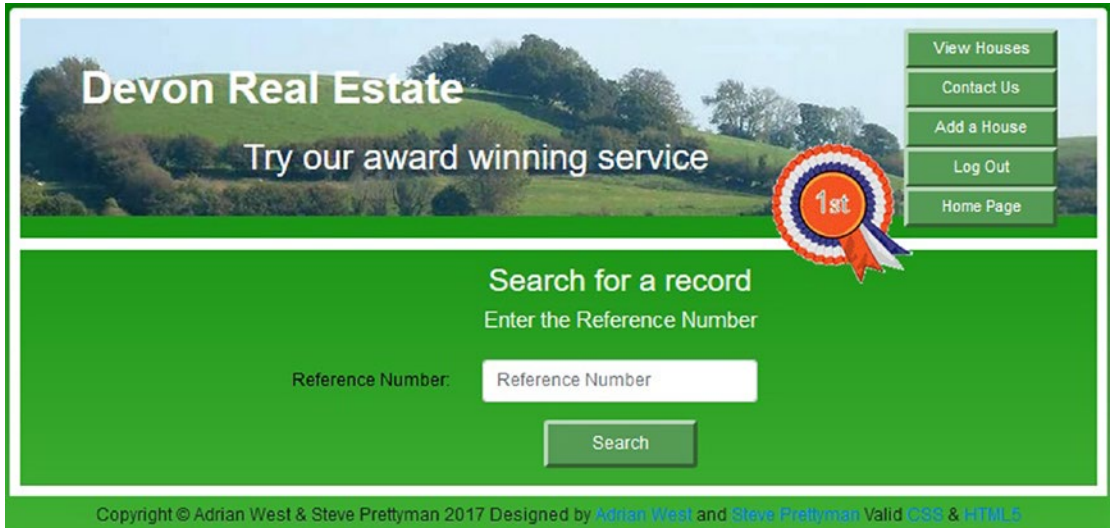 Devon Real Estate
Try our award winning service
1st
View Houses
Contact Us
Add a House
Log Out
Home Page
Search for a record
Enter the Reference Number
Reference Number:
Reference Number
Search
Copyright © Adrian West & Steve Prettyman 2017 Designed by Adrian West and Steve Prettyman Valid CSS & HTML5